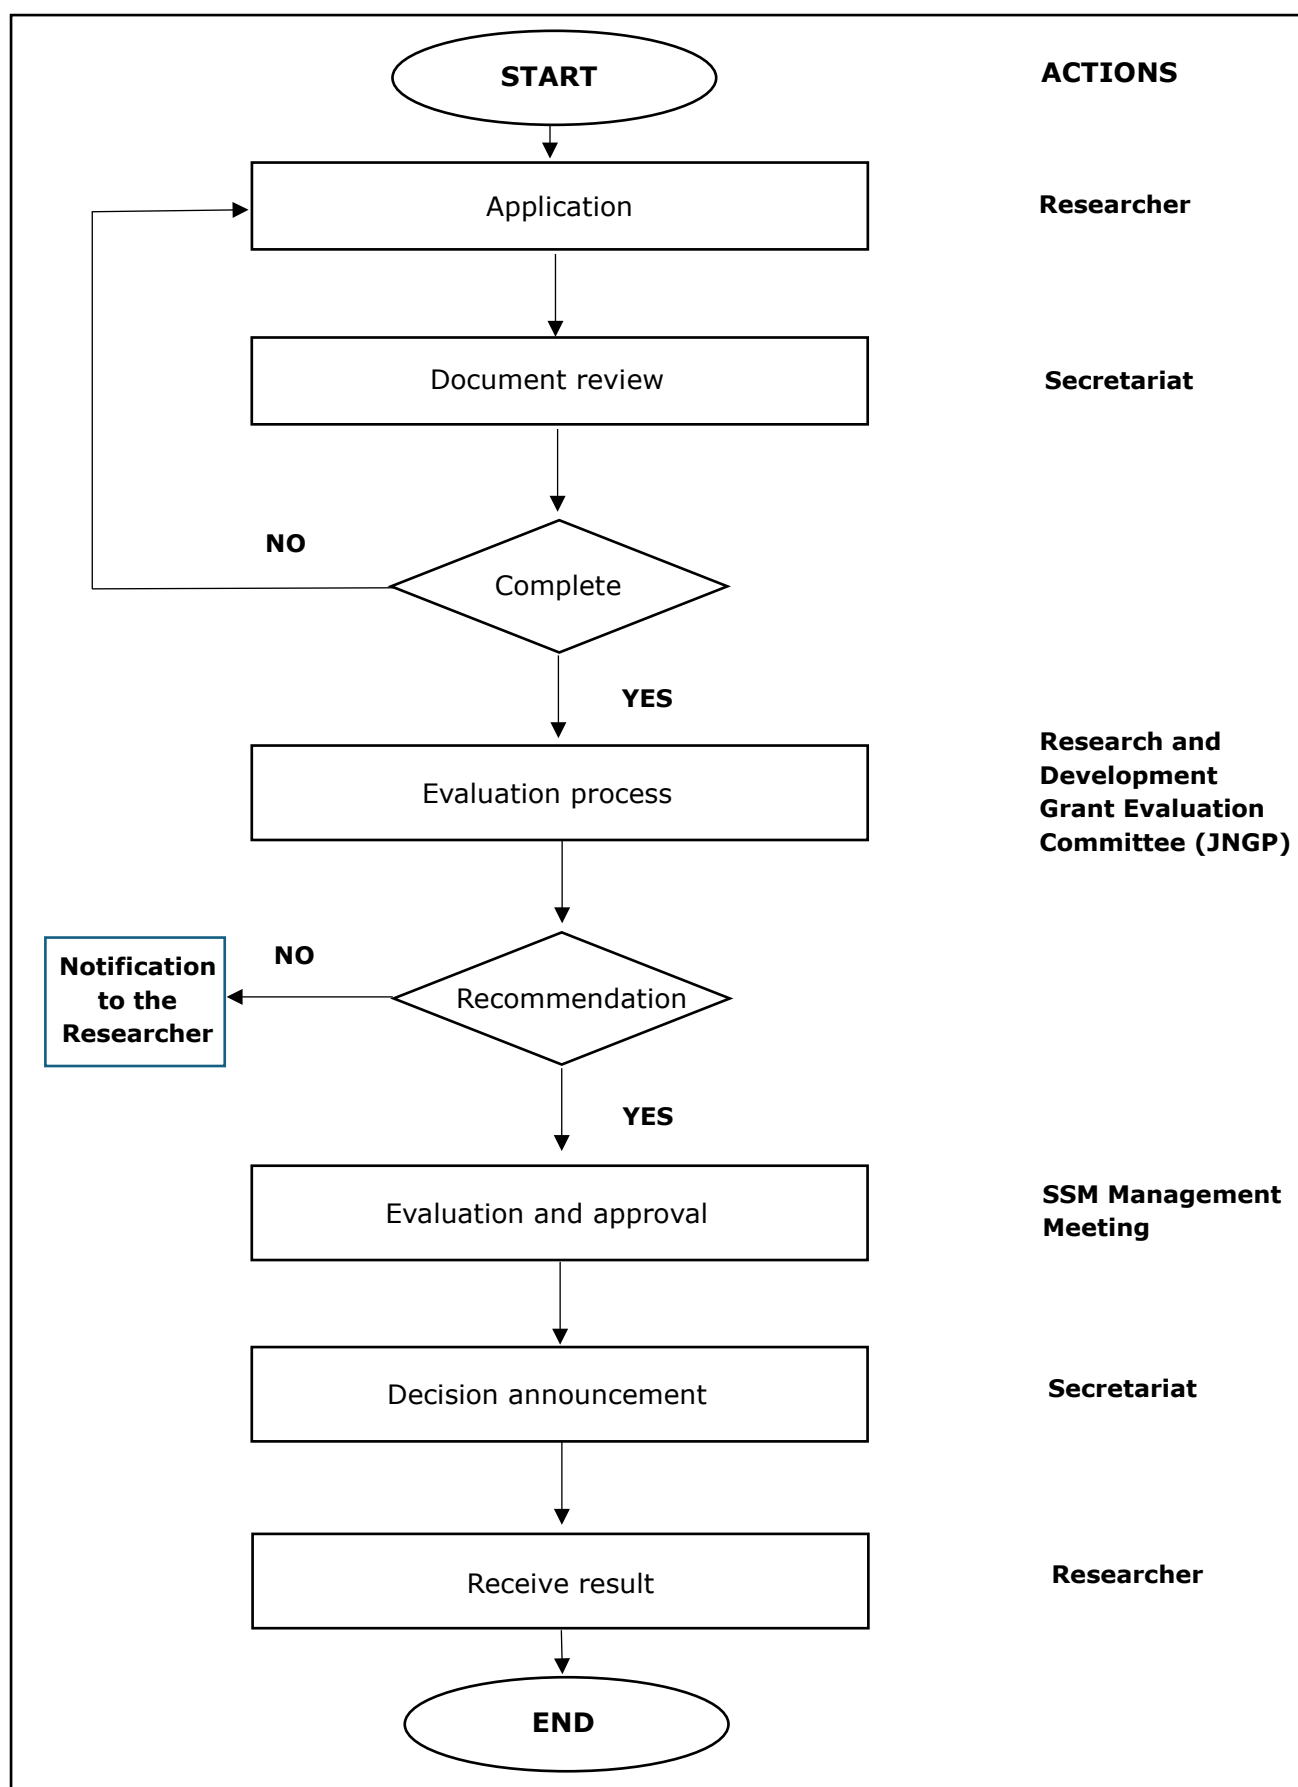 START
ACTIONS
Application
Researcher
Document review
Secretariat
NO
Complete
YES
Evaluation process
Research and
Development
Grant Evaluation
Committee (JNGP)
Notification
to the
Researcher
NO
Recommendation
YES
Evaluation and approval
SSM Management
Meeting
Decision announcement
Secretariat
Receive result
Researcher
END